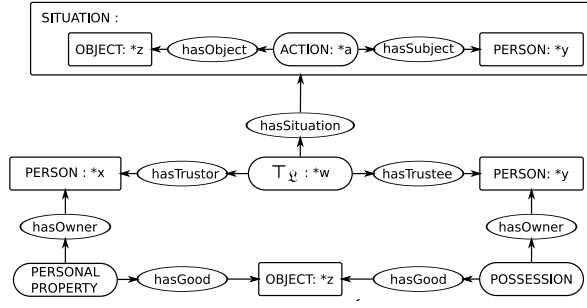 SITUATION :
OBJECT: *z hasObject ACTION: *a hasSubject PERSON: *y
hasSituation
PERSON : *x hasTrustor ⊤𝔏 : *w hasTrustee PERSON: *y
hasOwner hasOwner
PERSONAL
PROPERTY hasGood OBJECT: *z hasGood POSSESSION